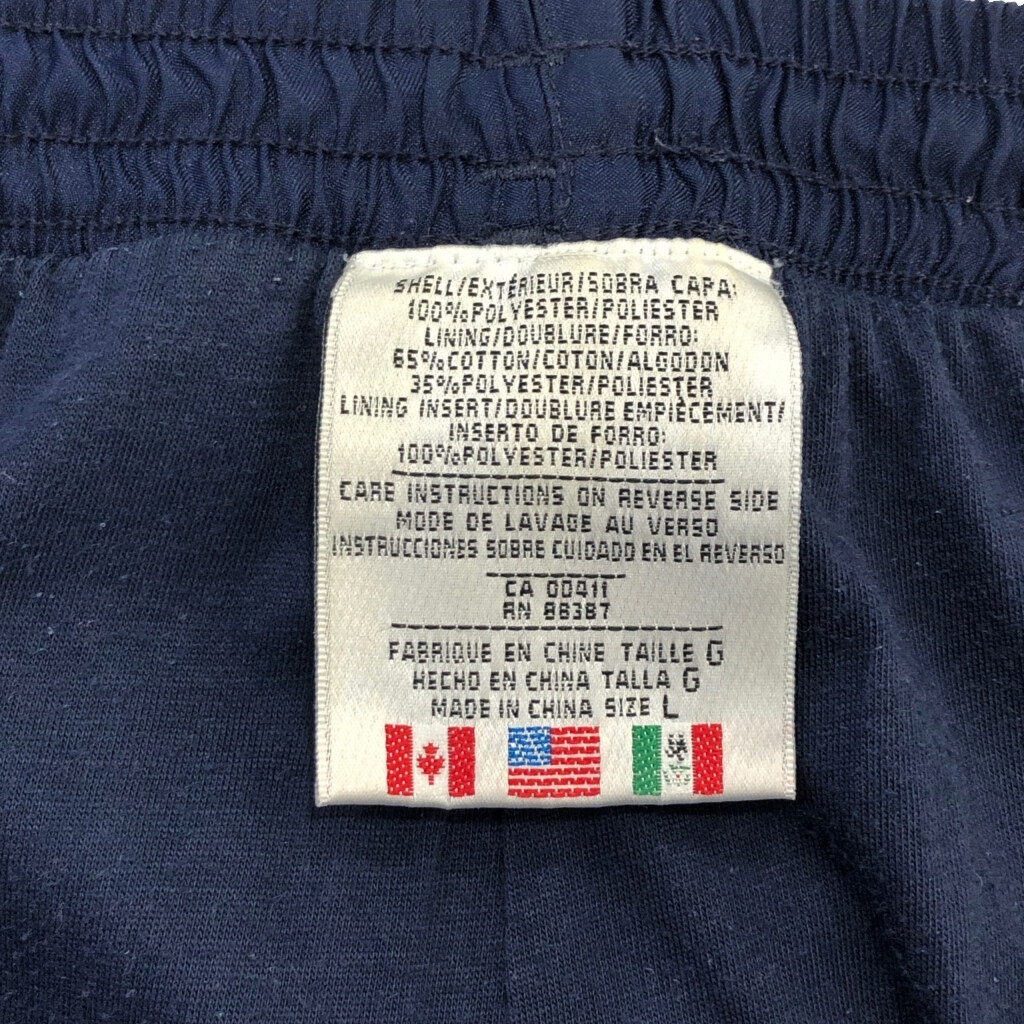 SHELL/EXTÉRIEUR/SOBRA CAPA:
100%POLYESTER/POLIESTER
LINING/DOUBLURE/FORRO:
65%COTTON/COTON/ALGODON
35%POLYESTER/POLIESTER
LINING INSERT/DOUBLURE EMPIÈCEMENT/
INSERTO DE FORRO:
100%POLYESTER/POLIESTER
CARE INSTRUCTIONS ON REVERSE SIDE
MODE DE LAVAGE AU VERSO
INSTRUCCIONES SOBRE CUIDADO EN EL REVERSO
CA 00411
RN 86387
FABRIQUE EN CHINE TAILLE G
HECHO EN CHINA TALLA G
MADE IN CHINA SIZE L